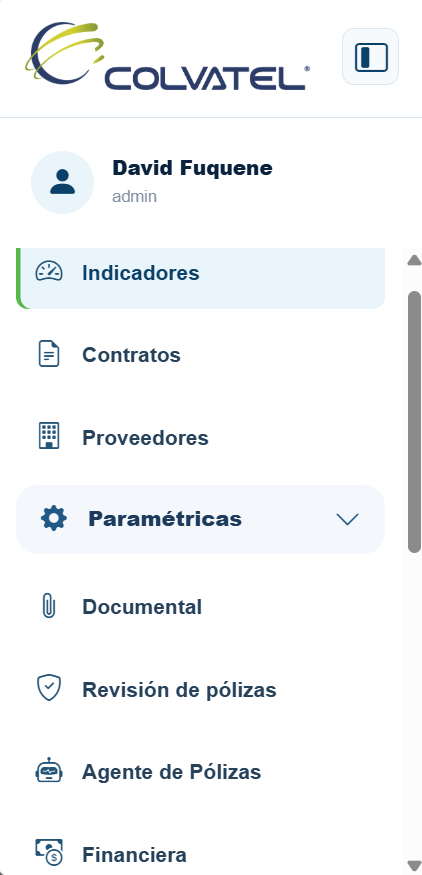 COLVATEL®
David Fuquene
admin
Indicadores
Contratos
Proveedores
Paramétricas
Documental
Revisión de pólizas
Agente de Pólizas
Financiera